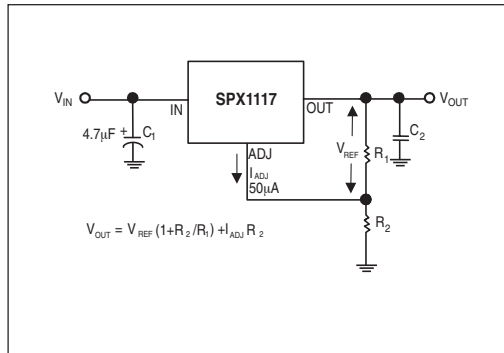 SPX1117
V_IN
IN
OUT
V_OUT
4.7μF + C_1
ADJ
I_ADJ
50μA
V_REF
R_1
C_2
R_2
V_OUT = V_REF (1+R_2/R_1) +I_ADJ R_2